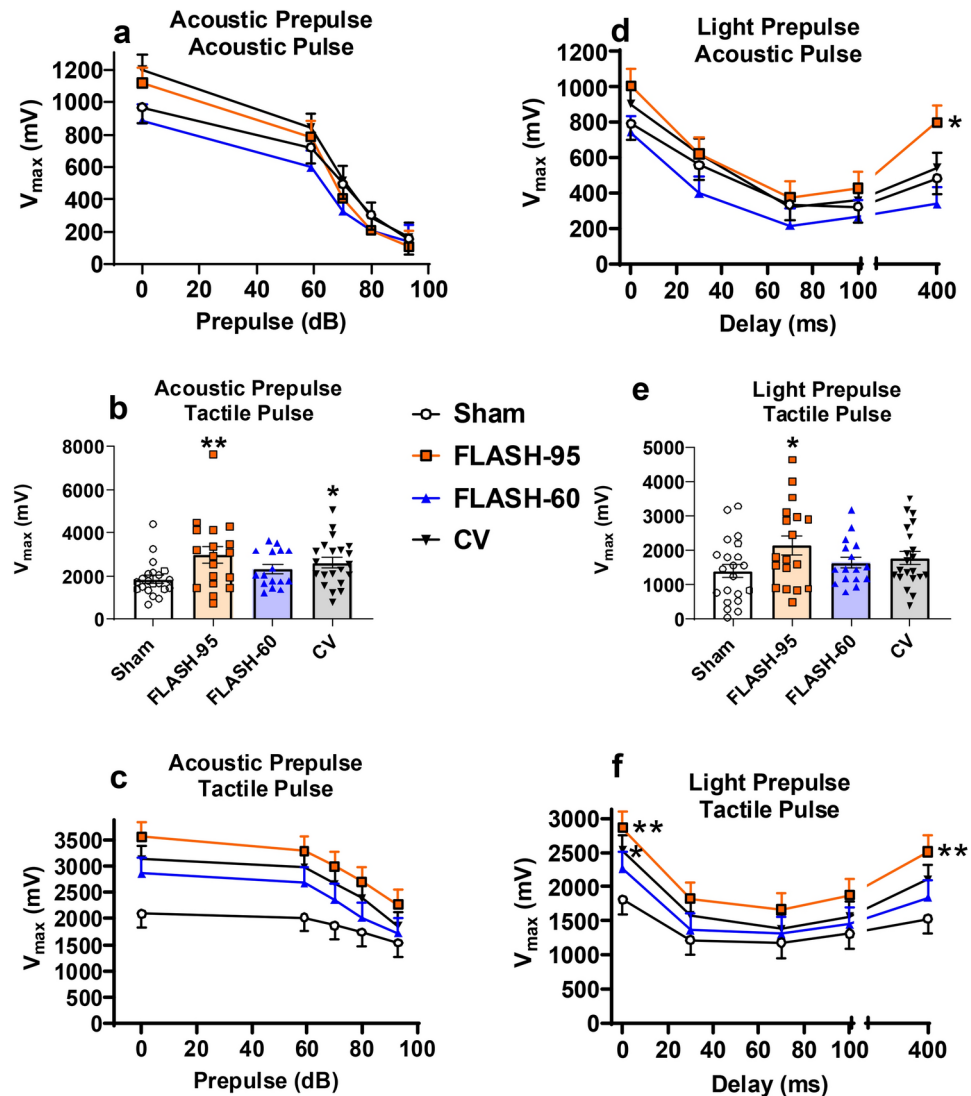 a
Acoustic Prepulse
Acoustic Pulse
Vmax (mV)
1200
1000
800
600
400
200
0
0 20 40 60 80 100
Prepulse (dB)
d
Light Prepulse
Acoustic Pulse
Vmax (mV)
1200
1000
800
600
400
200
0
*
0 20 40 60 80 100 400
Delay (ms)
b
Acoustic Prepulse
Tactile Pulse
Vmax (mV)
8000
6000
4000
2000
0
**
*
Sham FLASH-95 FLASH-60 CV
Sham
FLASH-95
FLASH-60
CV
e
Light Prepulse
Tactile Pulse
Vmax (mV)
5000
4000
3000
2000
1000
0
*
Sham FLASH-95 FLASH-60 CV
c
Acoustic Prepulse
Tactile Pulse
Vmax (mV)
3500
3000
2500
2000
1500
1000
500
0
0 20 40 60 80 100
Prepulse (dB)
f
Light Prepulse
Tactile Pulse
Vmax (mV)
3000
2500
2000
1500
1000
500
0
**
*
**
0 20 40 60 80 100 400
Delay (ms)